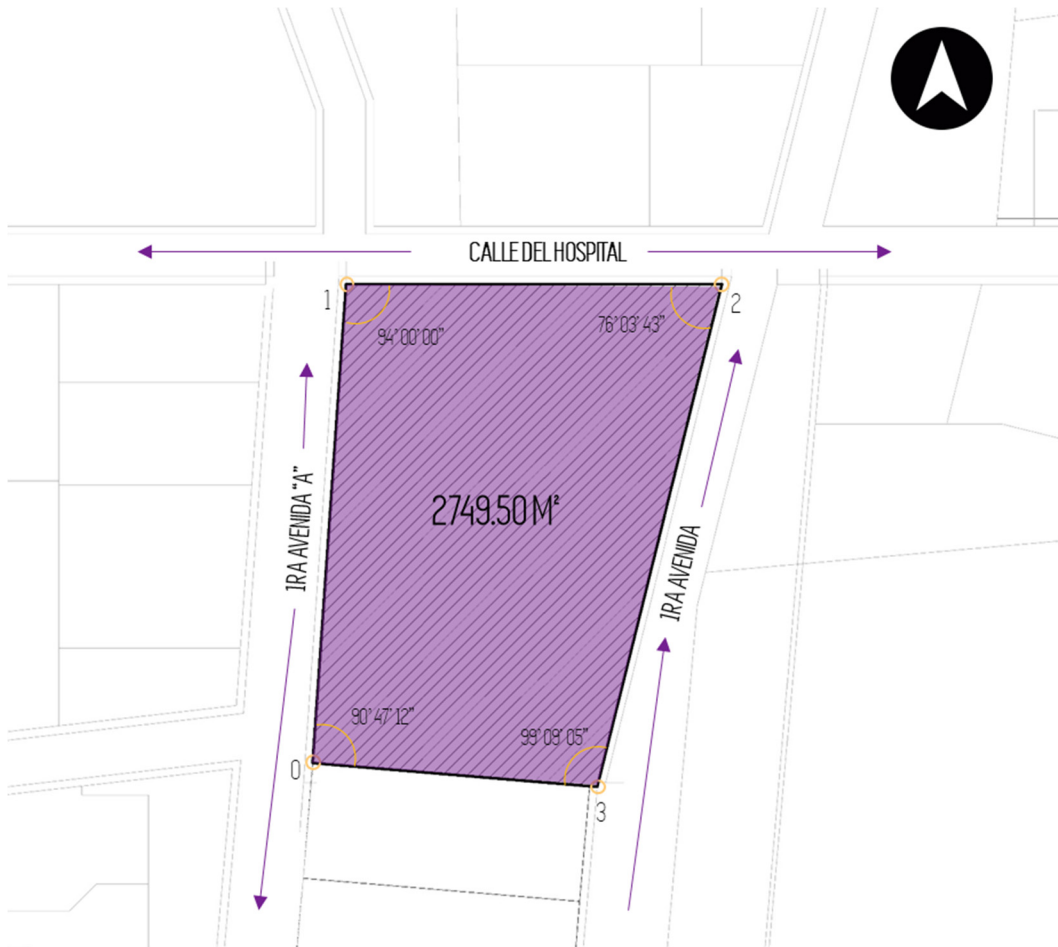 CALLE DEL HOSPITAL
1
2
94°00'00"
76°03'43"
1RA AVENIDA "A"
2749.50 M²
1RA AVENIDA
90°47'12"
99°09'05"
0
3